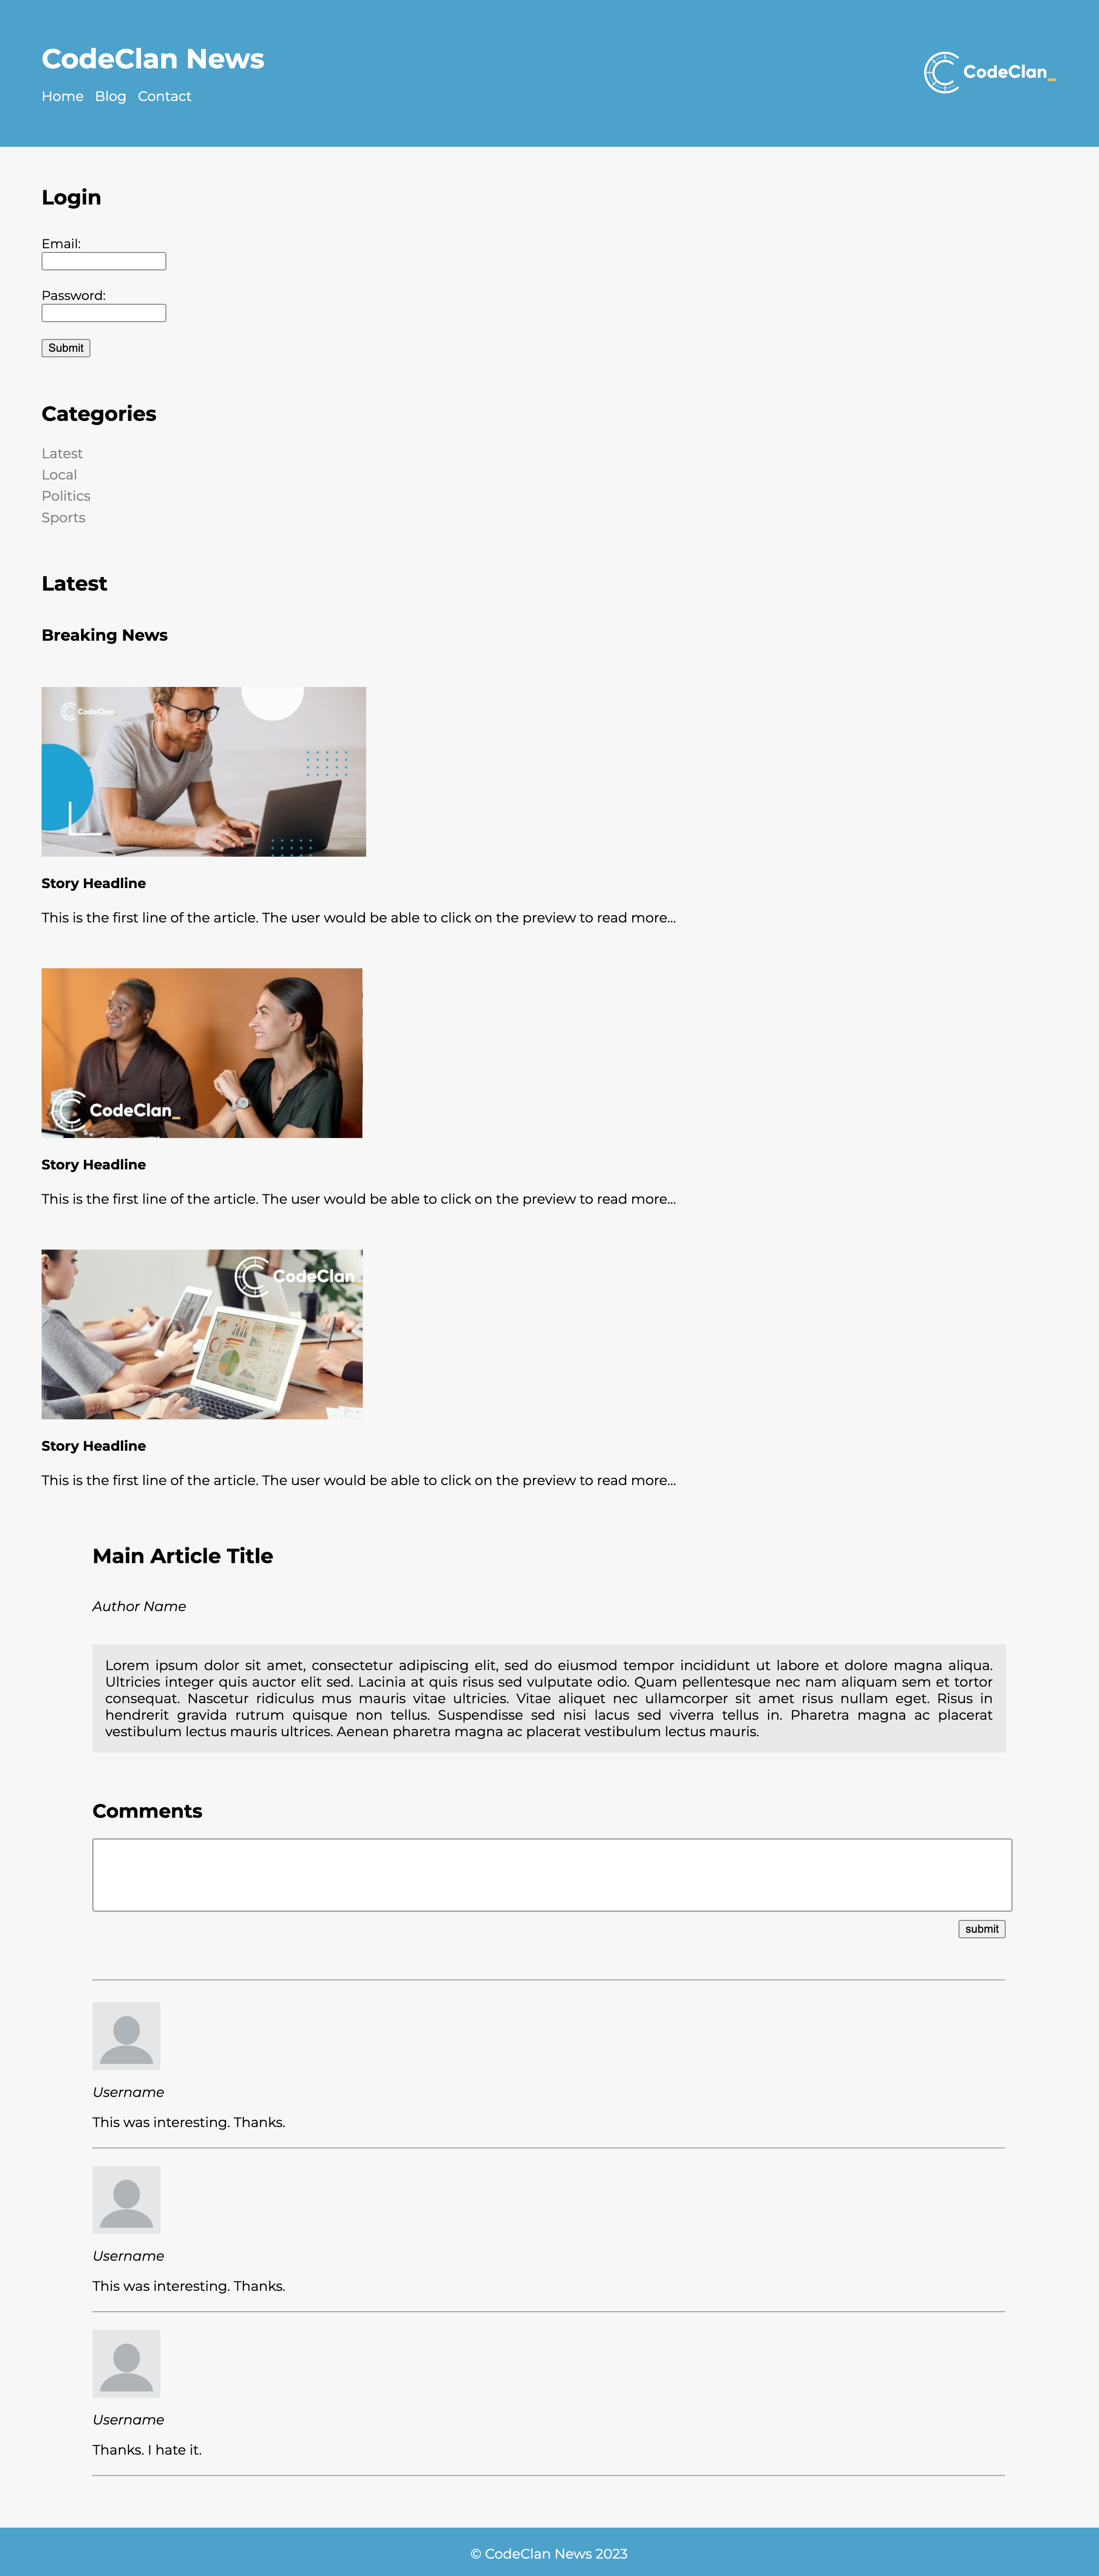 CodeClan News
Home Blog Contact
CodeClan_
Login
Email:
Password:
Submit
Categories
Latest
Local
Politics
Sports
Latest
Breaking News
CodeClan
Story Headline
This is the first line of the article. The user would be able to click on the preview to read more...
CodeClan_
Story Headline
This is the first line of the article. The user would be able to click on the preview to read more...
CodeClan
Story Headline
This is the first line of the article. The user would be able to click on the preview to read more...
Main Article Title
Author Name
Lorem ipsum dolor sit amet, consectetur adipiscing elit, sed do eiusmod tempor incididunt ut labore et dolore magna aliqua.
Ultricies integer quis auctor elit sed. Lacinia at quis risus sed vulputate odio. Quam pellentesque nec nam aliquam sem et tortor
consequat. Nascetur ridiculus mus mauris vitae ultricies. Vitae aliquet nec ullamcorper sit amet risus nullam eget. Risus in
hendrerit gravida rutrum quisque non tellus. Suspendisse sed nisi lacus sed viverra tellus in. Pharetra magna ac placerat
vestibulum lectus mauris ultrices. Aenean pharetra magna ac placerat vestibulum lectus mauris.
Comments
submit
Username
This was interesting. Thanks.
Username
This was interesting. Thanks.
Username
Thanks. I hate it.
© CodeClan News 2023